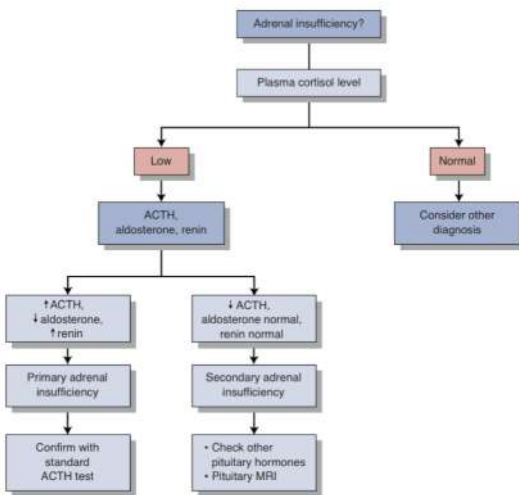 Adrenal insufficiency?
Plasma cortisol level
Low
Normal
ACTH,
aldosterone, renin
Consider other
diagnosis
↑ACTH,
↓ aldosterone,
↑renin
↓ ACTH,
aldosterone normal,
renin normal
Primary adrenal
insufficiency
Secondary adrenal
insufficiency
Confirm with
standard
ACTH test
• Check other
pituitary hormones
• Pituitary MRI